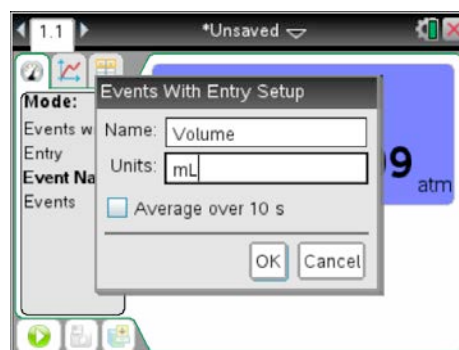 1.1
*Unsaved
Events With Entry Setup
Mode:
Events w
Entry
Event Na
Events
Name: Volume
Units: mL
Average over 10 s
OK Cancel
9
atm